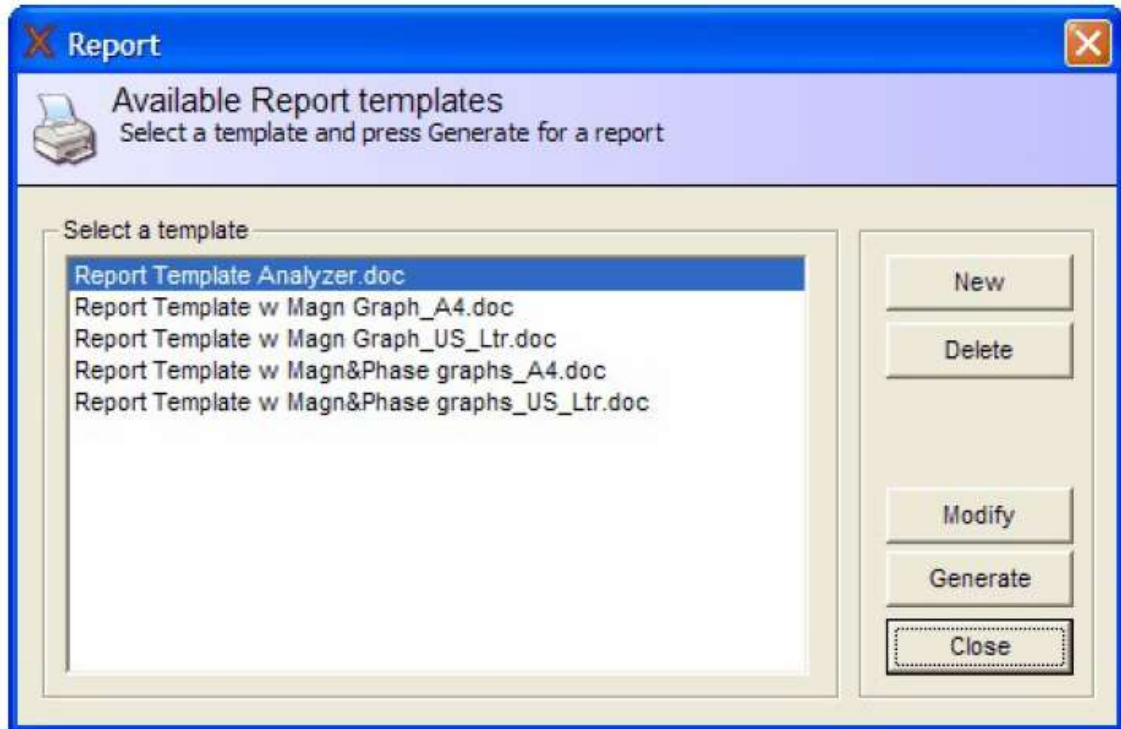 Report
Available Report templates
Select a template and press Generate for a report
Select a template
Report Template Analyzer.doc
Report Template w Magn Graph_A4.doc
Report Template w Magn Graph_US_Ltr.doc
Report Template w Magn&Phase graphs_A4.doc
Report Template w Magn&Phase graphs_US_Ltr.doc
New
Delete
Modify
Generate
Close